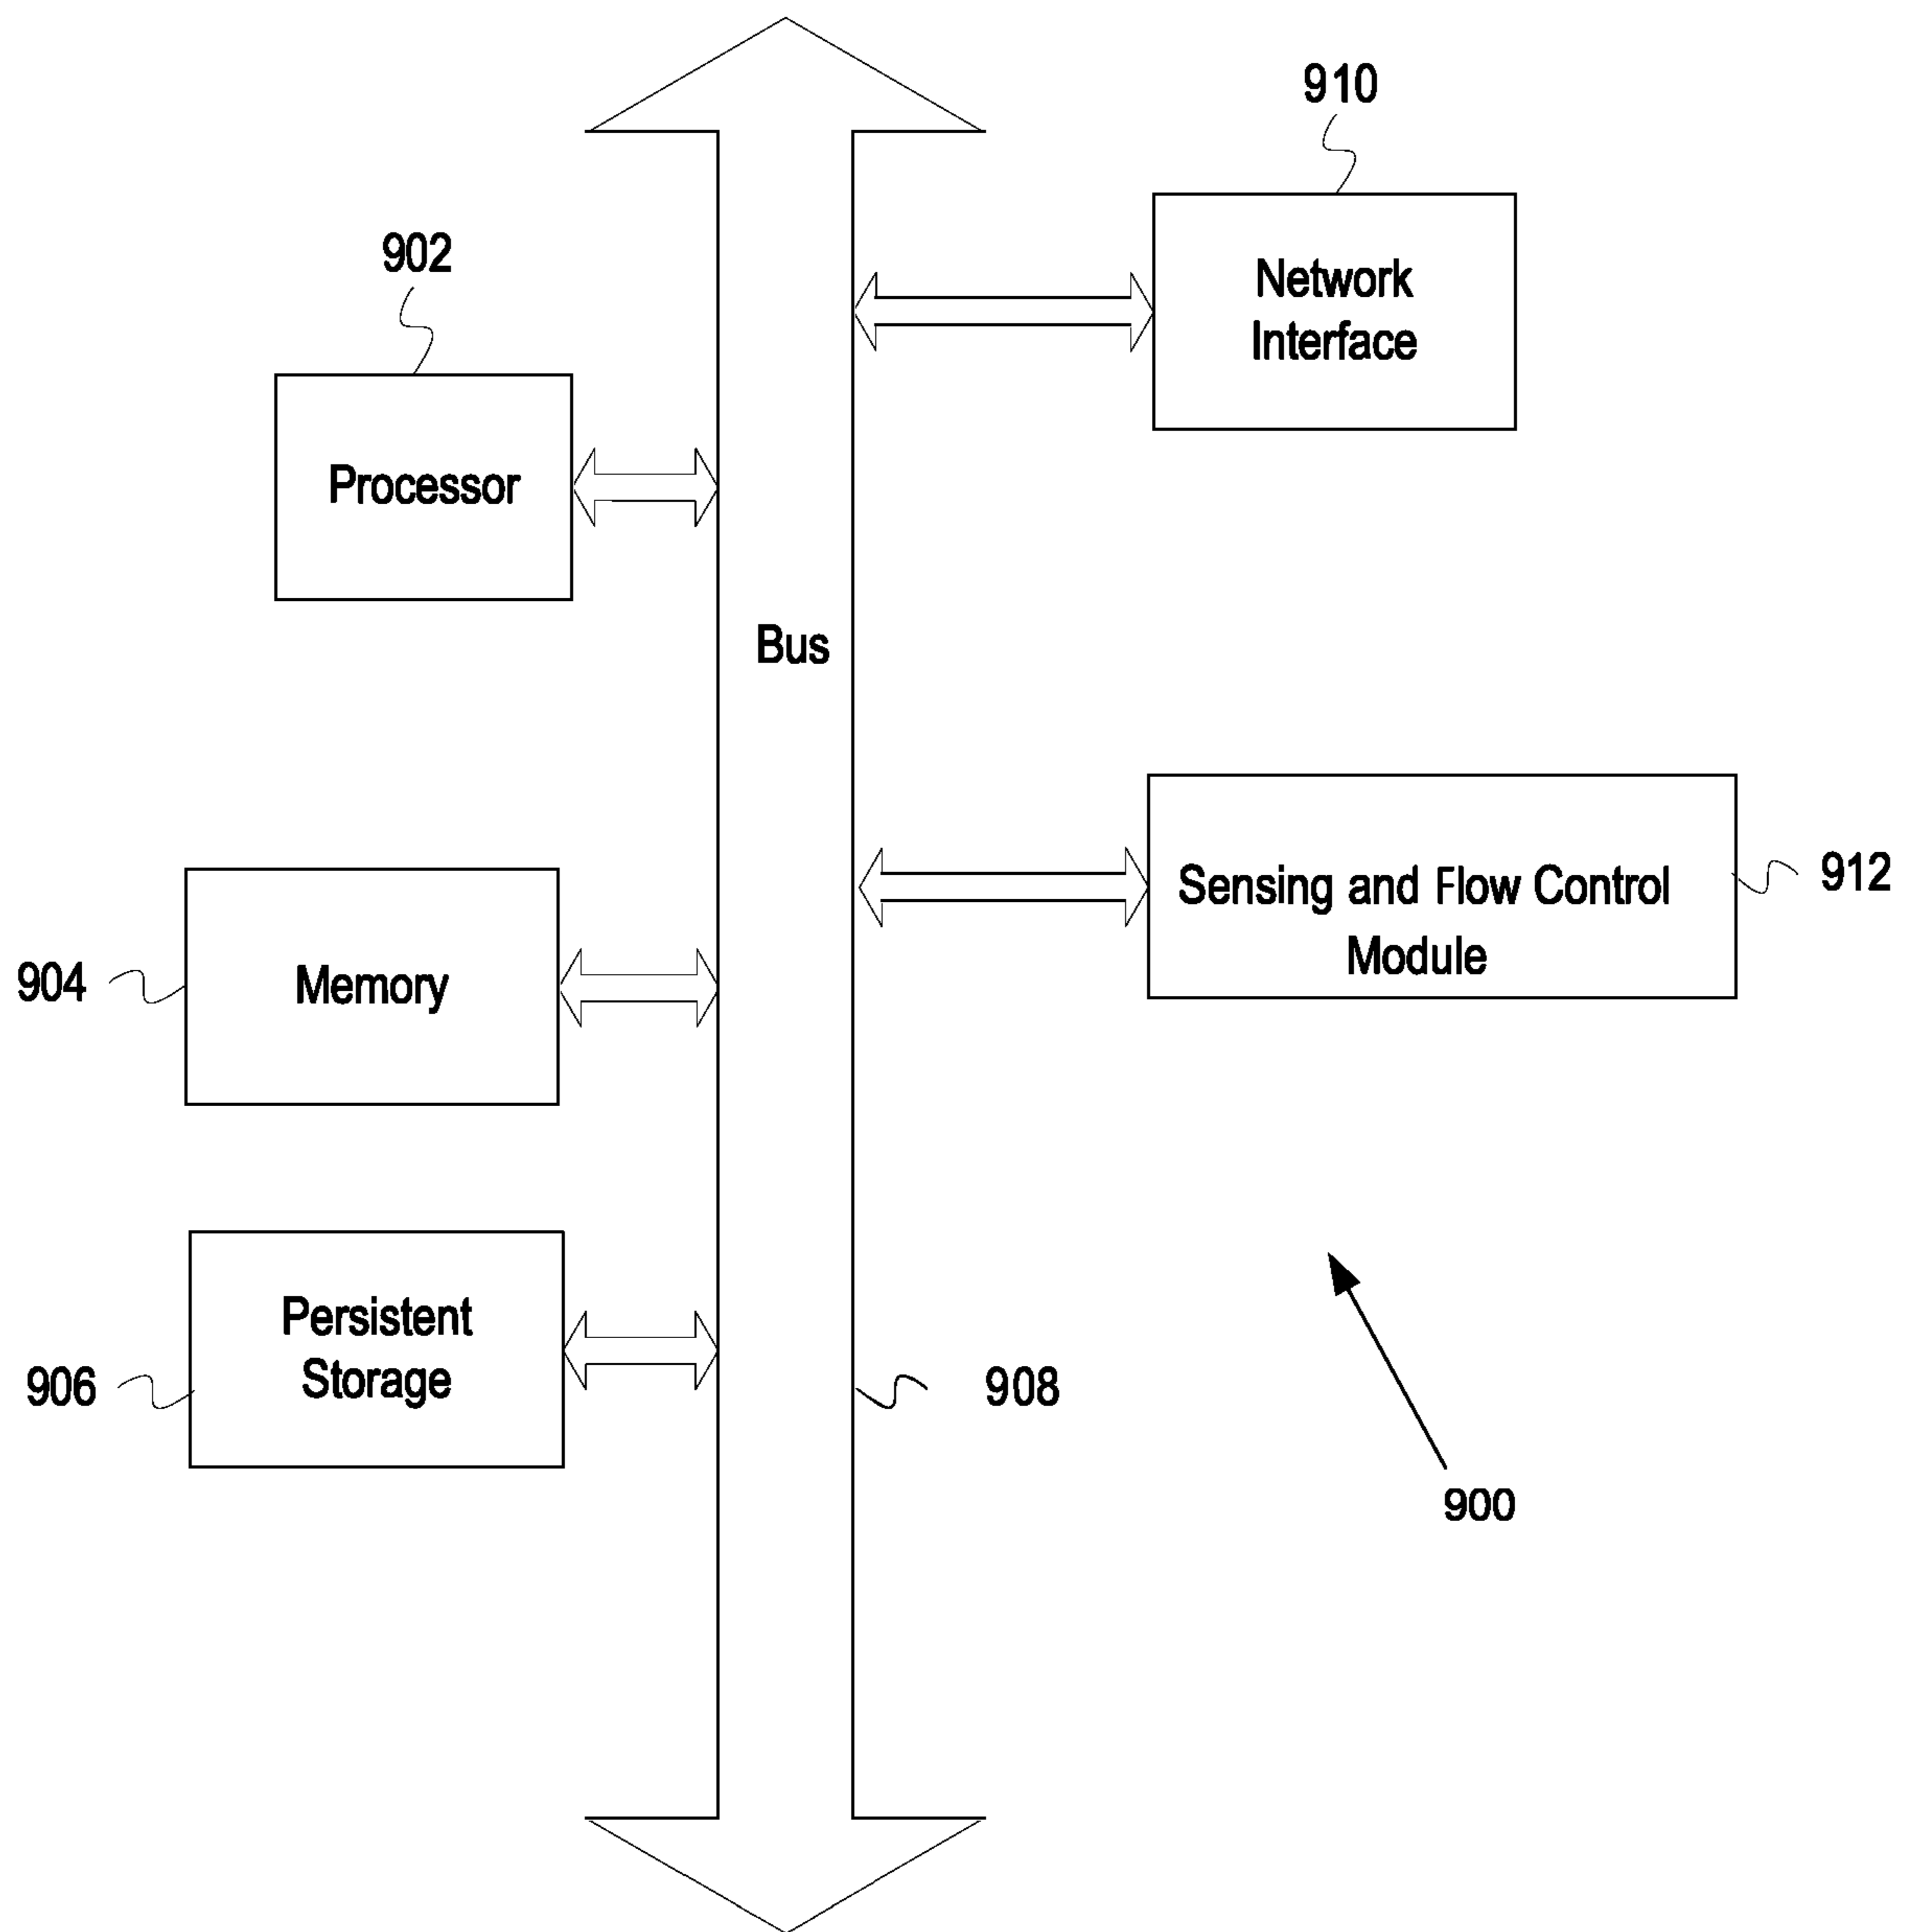 910
902
Network
Interface
Processor
Bus
Sensing and Flow Control
Module
912
904
Memory
Persistent
Storage
906
908
900